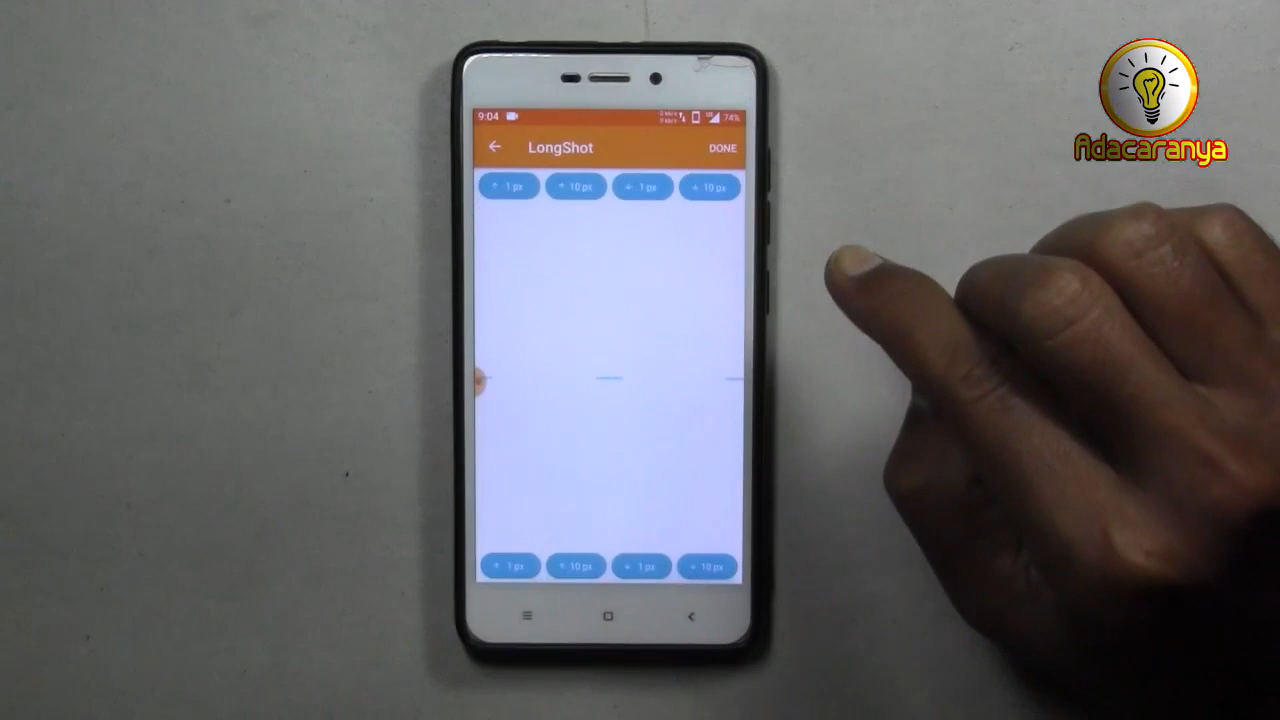 Adacaranya
9:04 74%
← LongShot DONE
↑ 1 px ↑ 10 px ↓ 1 px ↓ 10 px
↑ 1 px ↑ 10 px ↓ 1 px ↓ 10 px